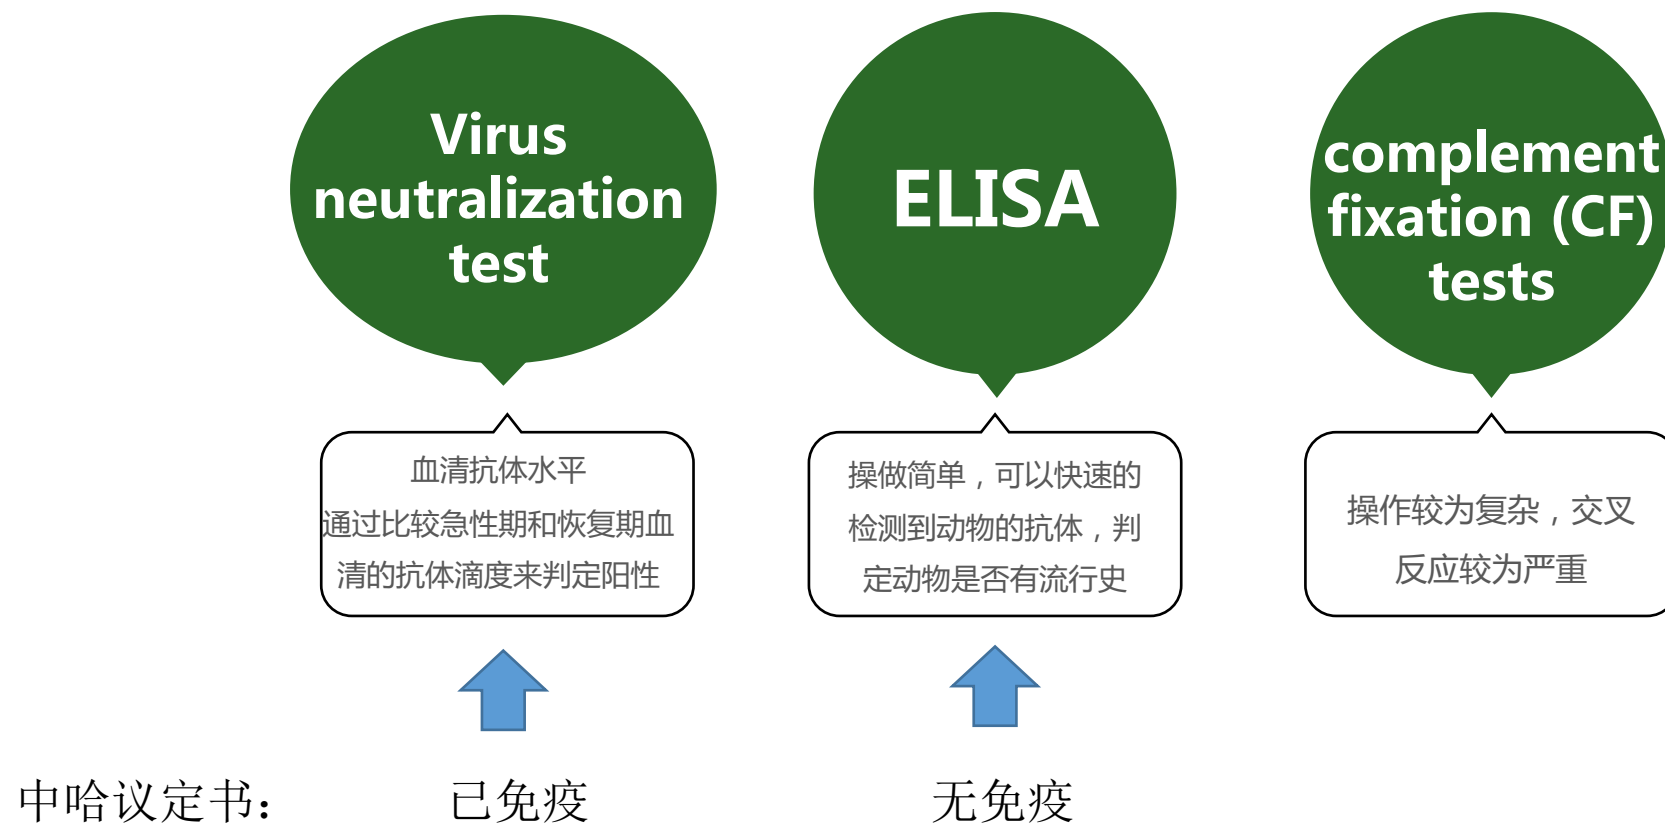 Virus
neutralization
test
ELISA
complement
fixation (CF)
tests
血清抗体水平
通过比较急性期和恢复期血
清的抗体滴度来判定阳性
操做简单，可以快速的
检测到动物的抗体，判
定动物是否有流行史
操作较为复杂，交叉
反应较为严重
中哈议定书：
已免疫
无免疫